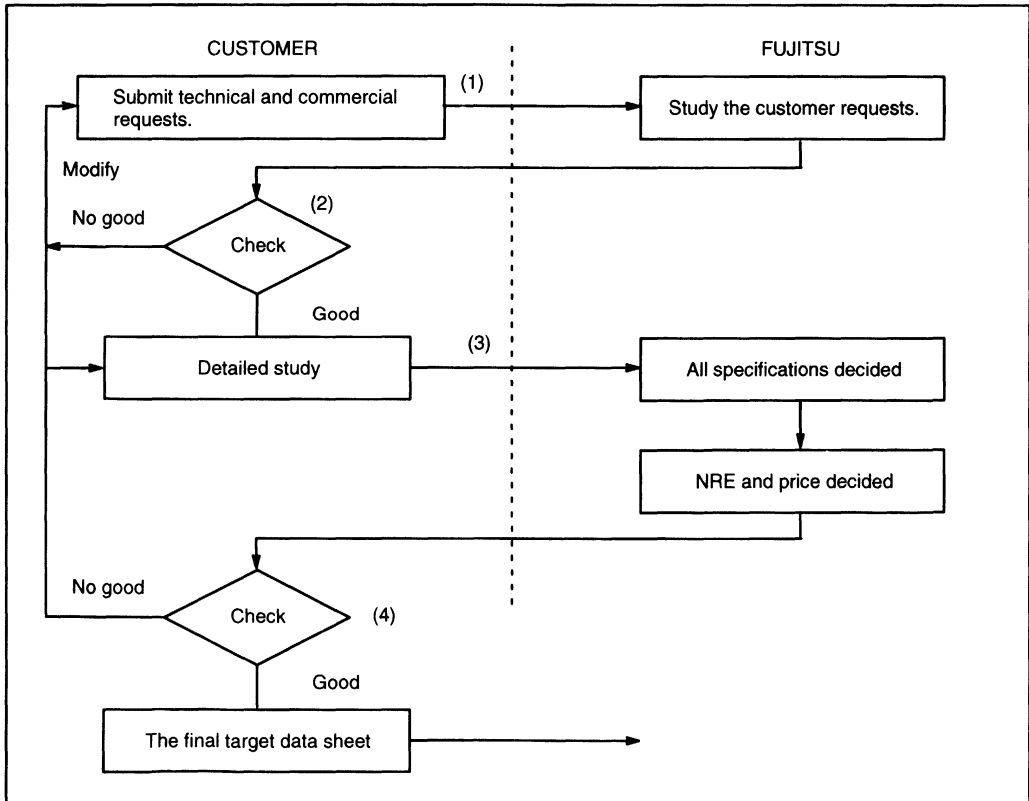 CUSTOMER
FUJITSU
(1)
Submit technical and commercial
requests.
Study the customer requests.
Modify
(2)
No good
Check
Good
(3)
Detailed study
All specifications decided
NRE and price decided
No good
Check
(4)
Good
The final target data sheet